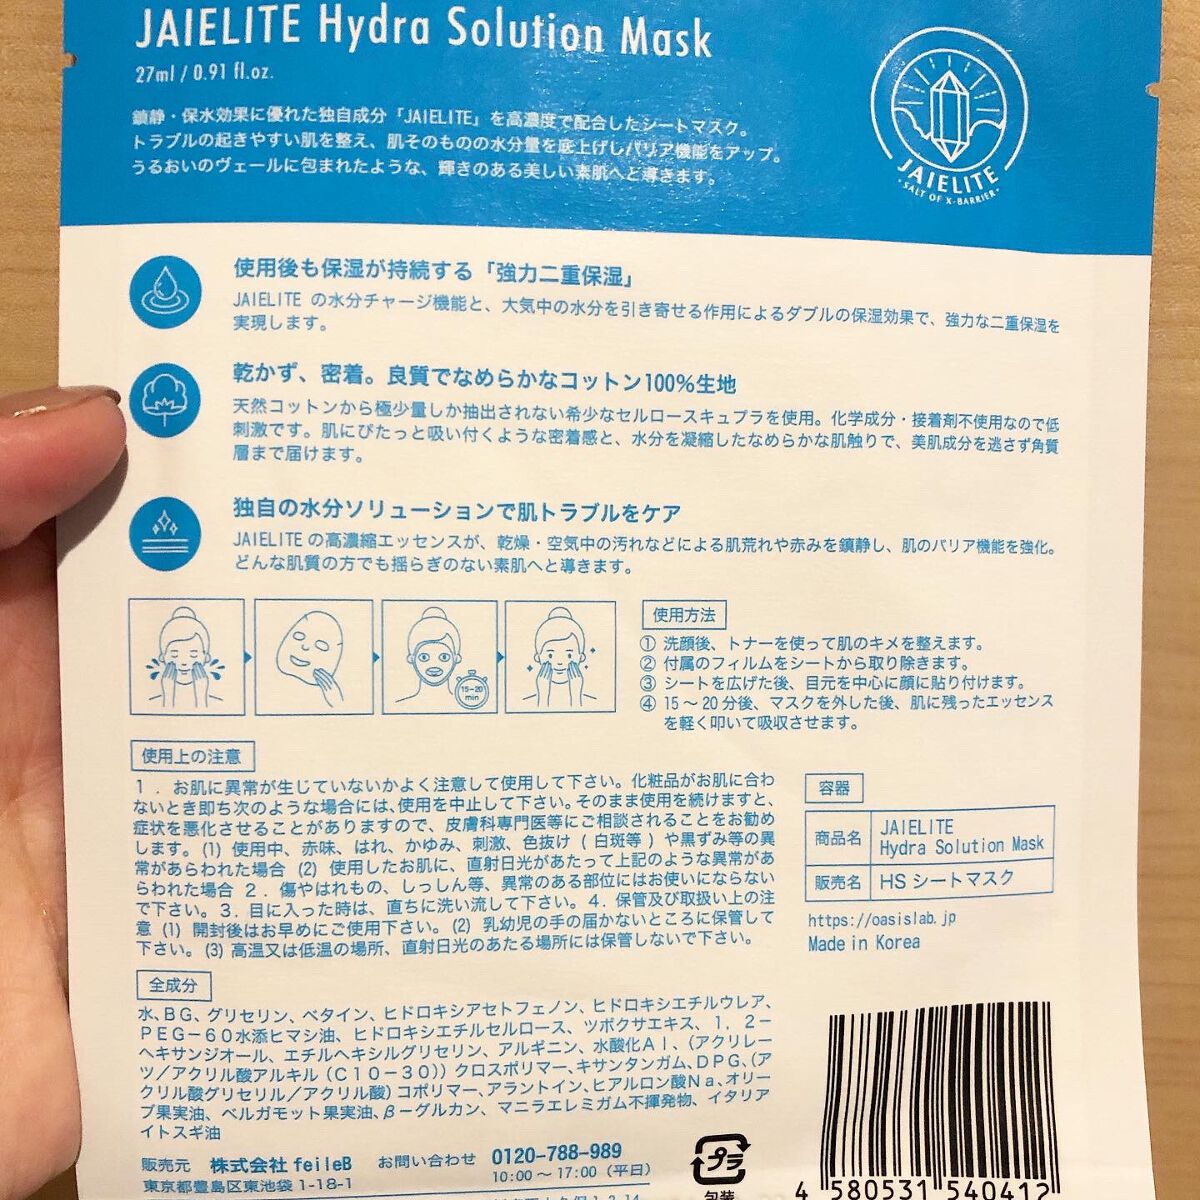 JAIELITE Hydra Solution Mask
27ml / 0.91 fl.oz.
鎮静・保水効果に優れた独自成分「JAIELITE」を高濃度で配合したシートマスク。
トラブルの起きやすい肌を整え、肌そのものの水分量を底上げしバリア機能をアップ。
うるおいのヴェールに包まれたような、輝きのある美しい素肌へと導きます。
JAIELITE
・SALT OF X-BARRIER・
使用後も保湿が持続する「強力二重保湿」
JAIELITE の水分チャージ機能と、大気中の水分を引き寄せる作用によるダブルの保湿効果で、強力な二重保湿を
実現します。
乾かず、密着。良質でなめらかなコットン100%生地
天然コットンから極少量しか抽出されない希少なセルロースキュプラを使用。化学成分・接着剤不使用なので低
刺激です。肌にぴたっと吸い付くような密着感と、水分を凝縮したなめらかな肌触りで、美肌成分を逃さず角質
層まで届けます。
独自の水分ソリューションで肌トラブルをケア
JAIELITE の高濃縮エッセンスが、乾燥・空気中の汚れなどによる肌荒れや赤みを鎮静し、肌のバリア機能を強化。
どんな肌質の方でも揺らぎのない素肌へと導きます。
15-20
min
使用方法
① 洗顔後、トナーを使って肌のキメを整えます。
② 付属のフィルムをシートから取り除きます。
③ シートを広げた後、目元を中心に顔に貼り付けます。
④ 15～20分後、マスクを外した後、肌に残ったエッセンス
を軽く叩いて吸収させます。
使用上の注意
1．お肌に異常が生じていないかよく注意して使用して下さい。化粧品がお肌に合わ
ないとき即ち次のような場合には、使用を中止して下さい。そのまま使用を続けますと、
症状を悪化させることがありますので、皮膚科専門医等にご相談されることをお勧め
します。(1) 使用中、赤味、はれ、かゆみ、刺激、色抜け ( 白斑等 ) や黒ずみ等の異
常があらわれた場合 (2) 使用したお肌に、直射日光があたって上記のような異常があ
らわれた場合 2．傷やはれもの、しっしん等、異常のある部位にはお使いにならない
で下さい。3．目に入った時は、直ちに洗い流して下さい。4．保管及び取扱い上の注
意 (1) 開封後はお早めにご使用下さい。(2) 乳幼児の手の届かないところに保管して
下さい。(3) 高温又は低温の場所、直射日光のあたる場所には保管しないで下さい。
容器
商品名 JAIELITE
Hydra Solution Mask
販売名 HS シートマスク
https://oasislab.jp
Made in Korea
全成分
水、BG、グリセリン、ベタイン、ヒドロキシアセトフェノン、ヒドロキシエチルウレア、
PEG－60水添ヒマシ油、ヒドロキシエチルセルロース、ツボクサエキス、1，2－
ヘキサンジオール、エチルヘキシルグリセリン、アルギニン、水酸化Al、（アクリレー
ツ／アクリル酸アルキル（C10－30））クロスポリマー、キサンタンガム、DPG、（ア
クリル酸グリセリル／アクリル酸）コポリマー、アラントイン、ヒアルロン酸Na、オリー
ブ果実油、ベルガモット果実油、β－グルカン、マニラエレミガム不揮発物、イタリア
イトスギ油
販売元 株式会社 feileB お問い合わせ 0120-788-989
東京都豊島区東池袋 1-18-1 10:00～17:00（平日）
プラ
包装
4 580531 540412